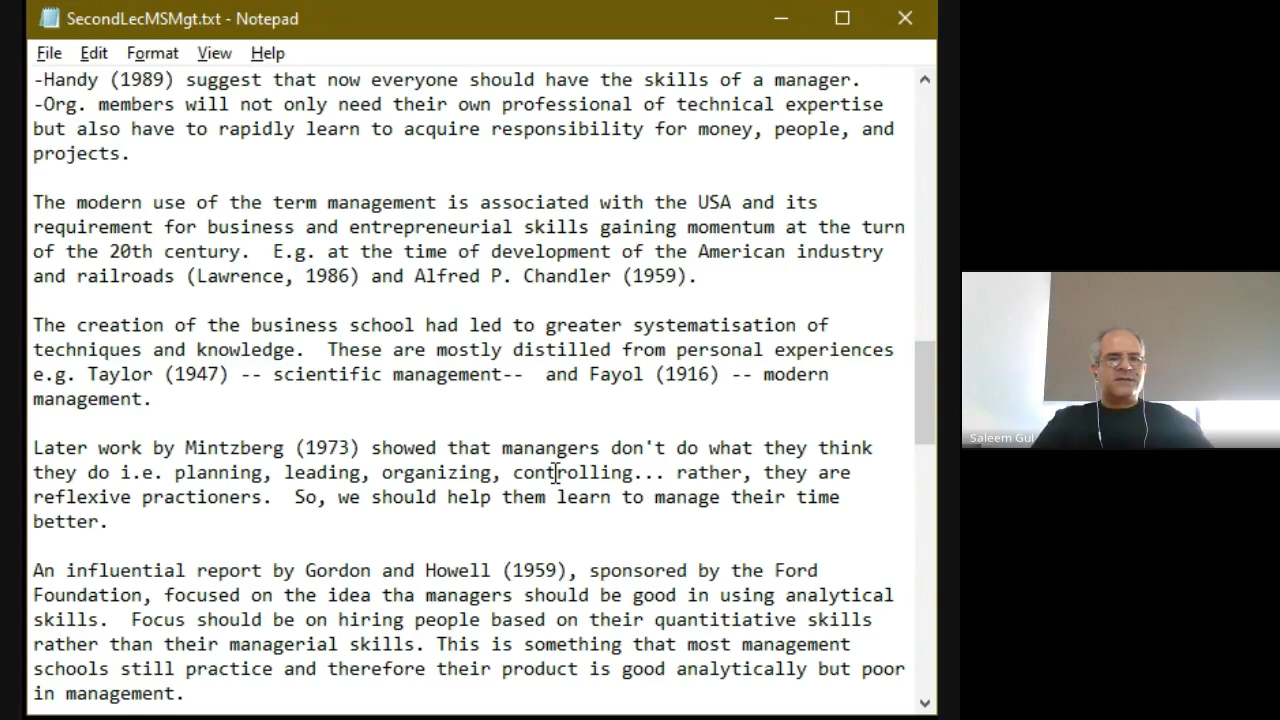 SecondLecMSMgt.txt - Notepad
File Edit Format View Help
-Handy (1989) suggest that now everyone should have the skills of a manager.
-Org. members will not only need their own professional of technical expertise
but also have to rapidly learn to acquire responsibility for money, people, and
projects.
The modern use of the term management is associated with the USA and its
requirement for business and entrepreneurial skills gaining momentum at the turn
of the 20th century.  E.g. at the time of development of the American industry
and railroads (Lawrence, 1986) and Alfred P. Chandler (1959).
The creation of the business school had led to greater systematisation of
techniques and knowledge.  These are mostly distilled from personal experiences
e.g. Taylor (1947) -- scientific management--  and Fayol (1916) -- modern
management.
Later work by Mintzberg (1973) showed that manangers don't do what they think
they do i.e. planning, leading, organizing, controlling... rather, they are
reflexive practioners.  So, we should help them learn to manage their time
better.
An influential report by Gordon and Howell (1959), sponsored by the Ford
Foundation, focused on the idea tha managers should be good in using analytical
skills.  Focus should be on hiring people based on their quantitiative skills
rather than their managerial skills. This is something that most management
schools still practice and therefore their product is good analytically but poor
in management.
Saleem Gul